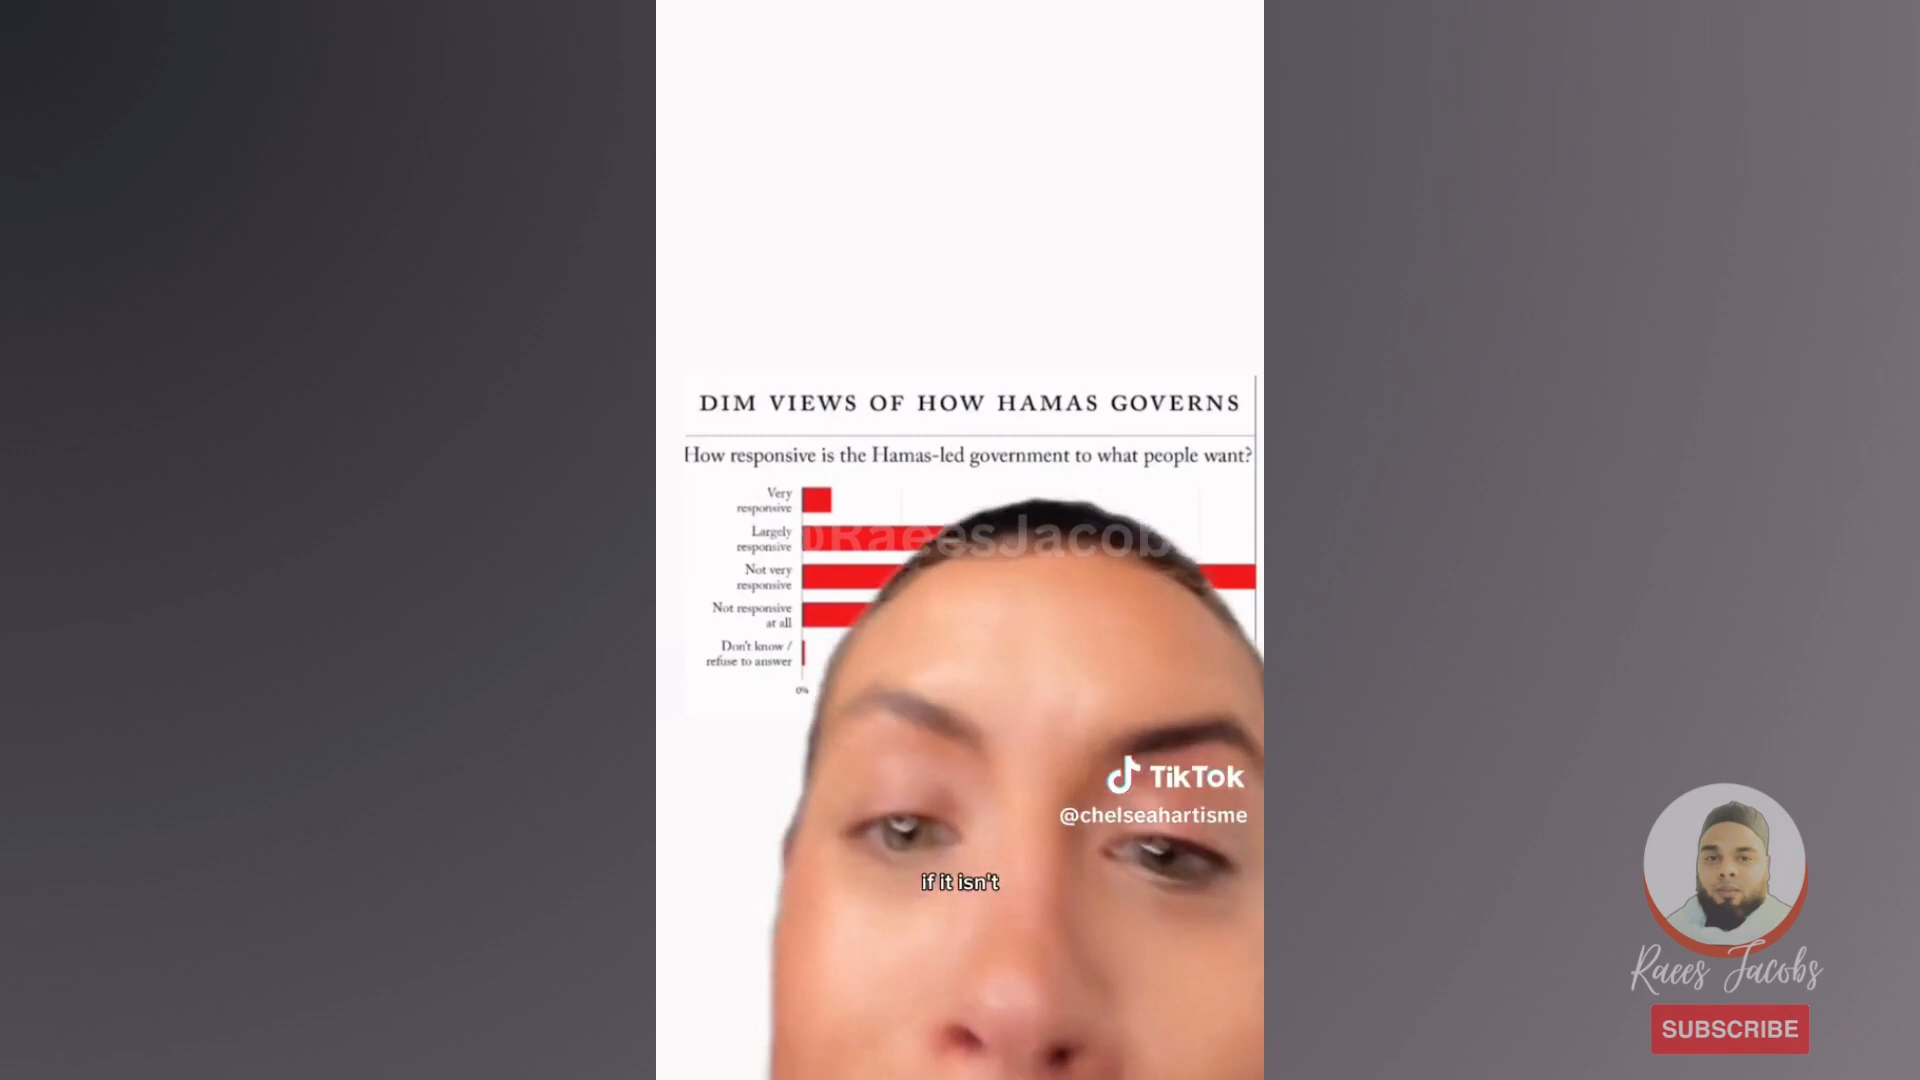 DIM VIEWS OF HOW HAMAS GOVERNS
How responsive is the Hamas-led government to what people want?
Very
responsive
Largely
responsive
Not very
responsive
Not responsive
at all
Don't know /
refuse to answer
0%
@RaeesJacobs
TikTok
@chelseahartisme
if it isn't
Raees Jacobs
SUBSCRIBE